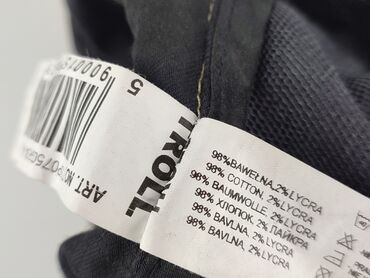 TROLL
98% BAWEŁNA, 2% LYCRA
98% COTTON, 2% LYCRA
98% BAUMWOLLE, 2% LYCRA
98% ХЛОПОК, 2% ЛАЙКРА
98% BAVLNA, 2% LYCRA
98% BAVLNA, 2% LYCRA
ART. NO